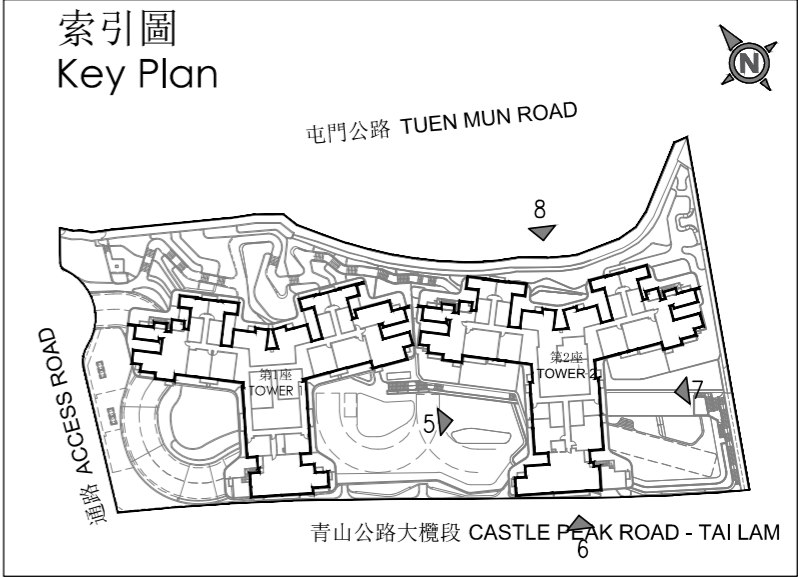 索引圖
Key Plan
N
屯門公路 TUEN MUN ROAD
8
通路 ACCESS ROAD
第1座
TOWER 1
第2座
TOWER 2
7
5
青山公路大欖段 CASTLE PEAK ROAD - TAI LAM
6